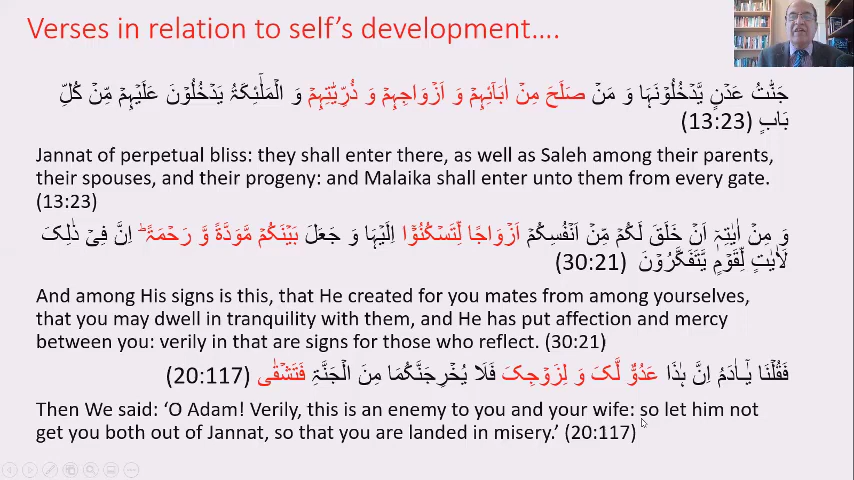 Verses in relation to self's development....
جَنّٰتُ عَدۡنٍ یَّدۡخُلُوۡنَہَا وَ مَنۡ صَلَحَ مِنۡ اٰبَآئِہِمۡ وَ اَزۡوَاجِہِمۡ وَ ذُرِّیّٰتِہِمۡ وَ الۡمَلٰٓئِکَۃُ یَدۡخُلُوۡنَ عَلَیۡہِمۡ مِّنۡ کُلِّ
بَابٍ (13:23)
Jannat of perpetual bliss: they shall enter there, as well as Saleh among their parents,
their spouses, and their progeny: and Malaika shall enter unto them from every gate.
(13:23)
وَ مِنۡ اٰیٰتِہٖۤ اَنۡ خَلَقَ لَکُمۡ مِّنۡ اَنۡفُسِکُمۡ اَزۡوَاجًا لِّتَسۡکُنُوۡۤا اِلَیۡہَا وَ جَعَلَ بَیۡنَکُمۡ مَّوَدَّۃً وَّ رَحۡمَۃً ؕ اِنَّ فِیۡ ذٰلِکَ
لَاٰیٰتٍ لِّقَوۡمٍ یَّتَفَکَّرُوۡنَ (30:21)
And among His signs is this, that He created for you mates from among yourselves,
that you may dwell in tranquility with them, and He has put affection and mercy
between you: verily in that are signs for those who reflect. (30:21)
فَقُلۡنَا یٰۤـاٰدَمُ اِنَّ ہٰذَا عَدُوٌّ لَّکَ وَ لِزَوۡجِکَ فَلَا یُخۡرِجَنَّکُمَا مِنَ الۡجَنَّۃِ فَتَشۡقٰی (20:117)
Then We said: 'O Adam! Verily, this is an enemy to you and your wife: so let him not
get you both out of Jannat, so that you are landed in misery.' (20:117)